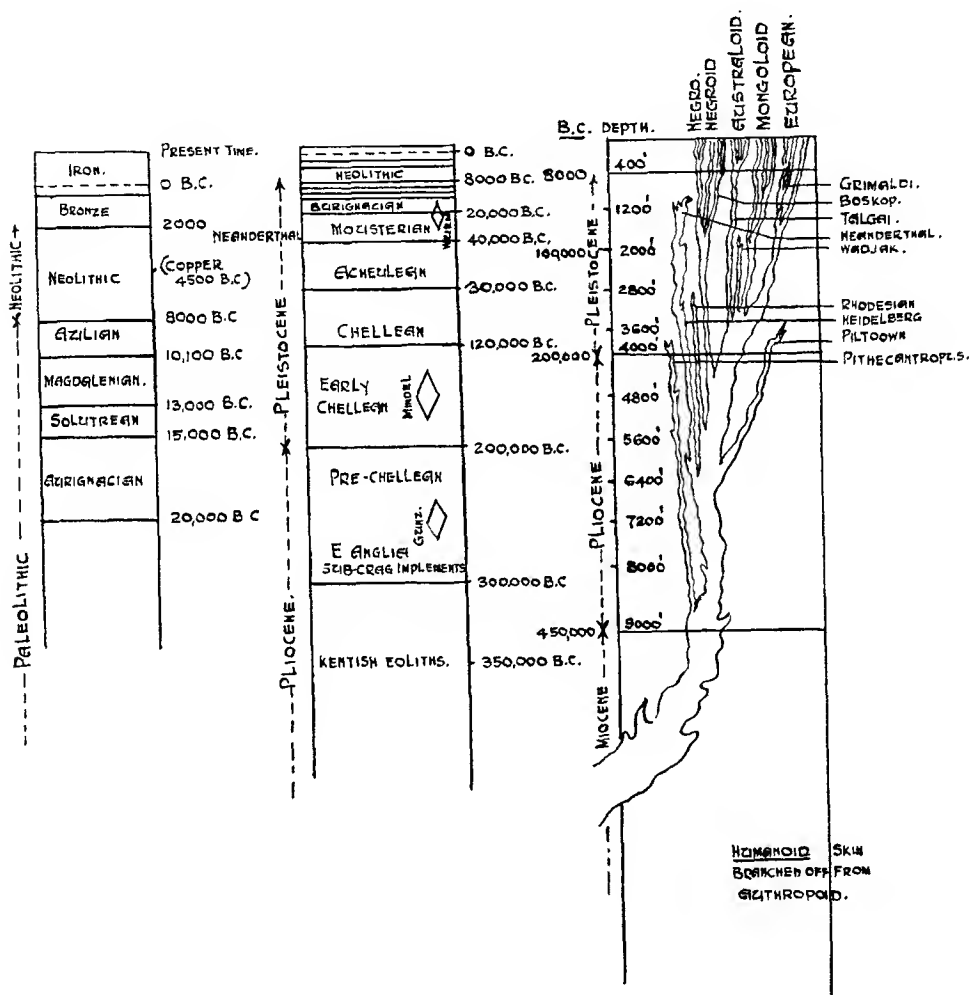 PRESENT TIME.
IRON.
0 B.C.
BRONZE
2000
NEOLITHIC
(COPPER
4500 B.C)
8000 B.C
AZILIAN
10,100 B.C
MAGDALENIAN.
13,000 B.C.
SOLUTREAN
15,000 B.C.
AURIGNACIAN
20,000 B C
NEOLITHIC
PALEOLITHIC
0 B.C.
NEOLITHIC
8000 B.C.
AURIGNACIAN
20,000 B.C.
NEANDERTHAL
MOUSTERIAN
40,000 B.C,
ACHEULEAN
30,000 B.C.
CHELLEAN
120,000 B.C.
EARLY
CHELLEAN
MINDEL
200,000 B.C.
PRE-CHELLEAN
GUNZ.
E ANGLIA
SUB-CRAG IMPLEMENTS
300,000 B.C
KENTISH EOLITHS.
350,000 B.C.
PLEISTOCENE
PLIOCENE.
NEGRO.
NEGROID
AUSTRALOID.
MONGOLOID
EUROPEAN.
B.C. DEPTH.
400'
8000
GRIMALDI.
BOSKOP.
1200'
TALGAI.
NEANDERTHAL.
2000'
100,000
WADJAK.
2800'
RHODESIAN
HEIDELBERG
3600'
PILTDOWN
4000'
200,000
PITHECANTROPUS.
4800'
5600'
6400'
7200'
8000'
9000'
450,000
PLEISTOCENE
PLIOCENE
MIOCENE
HUMANOID SKIN
BRANCHED OFF FROM
AUTHROPOID.